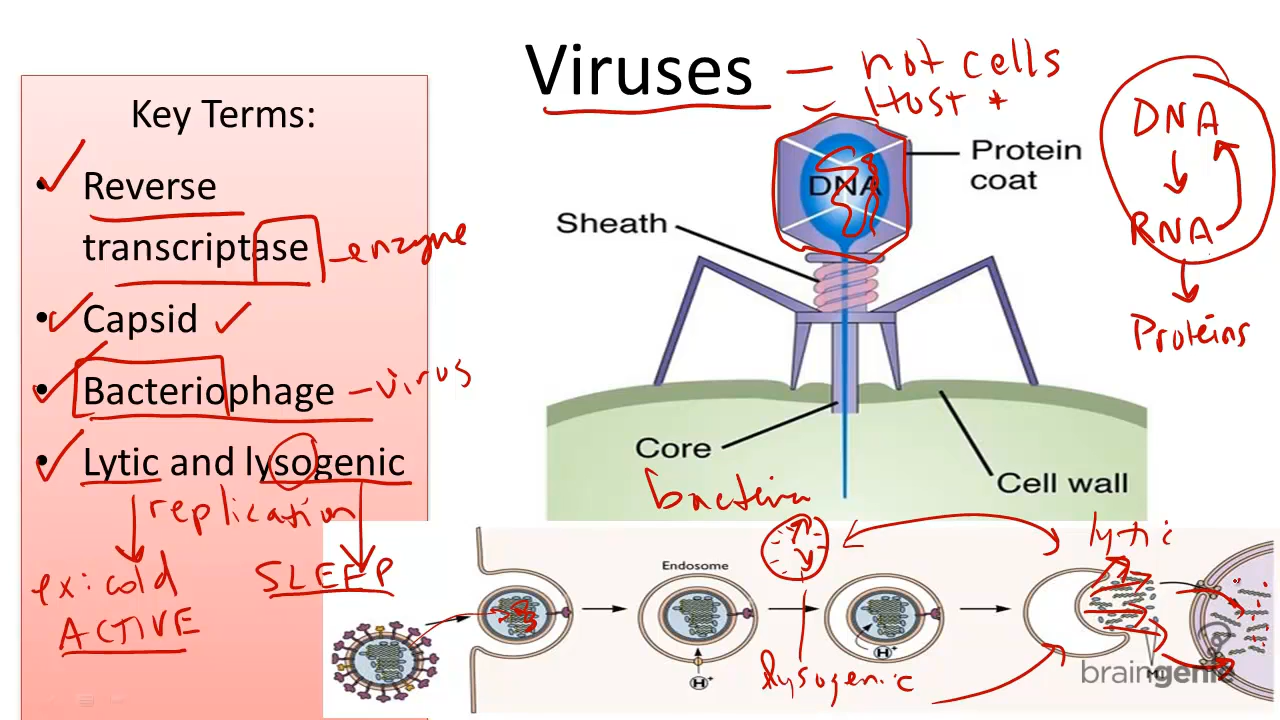 Viruses – not cells
– Host *
Key Terms:
• Reverse
transcriptase – enzyme
• Capsid
• Bacteriophage – virus
• Lytic and lysogenic
replication
ex: cold
ACTIVE
SLEEP
DNA
Protein
coat
Sheath
Core
Cell wall
bacteria
DNA
RNA
Proteins
Endosome
H+
H+
lysogenic
lytic
braingenie